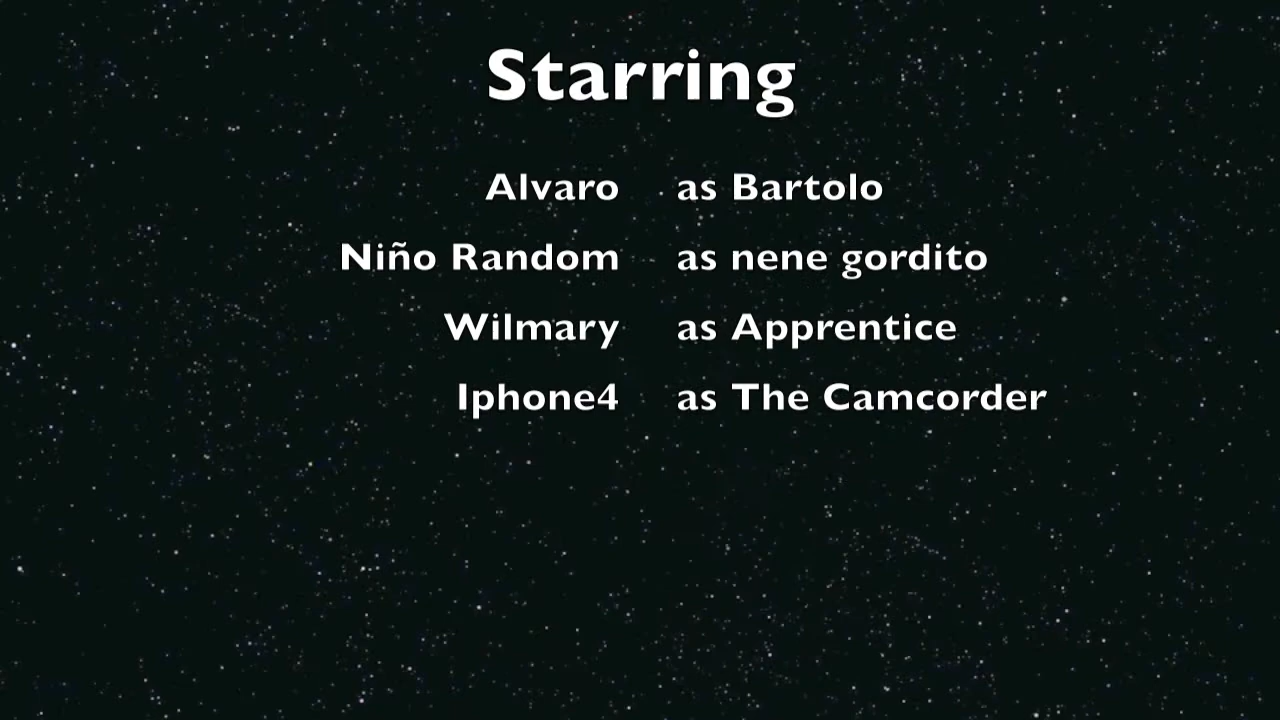 Starring
Alvaro as Bartolo
Niño Random as nene gordito
Wilmary as Apprentice
Iphone4 as The Camcorder